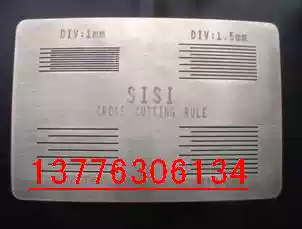 DIV:1mm DIV:1.5mm
SISI
CROSS CUTTING RULE
13776306134